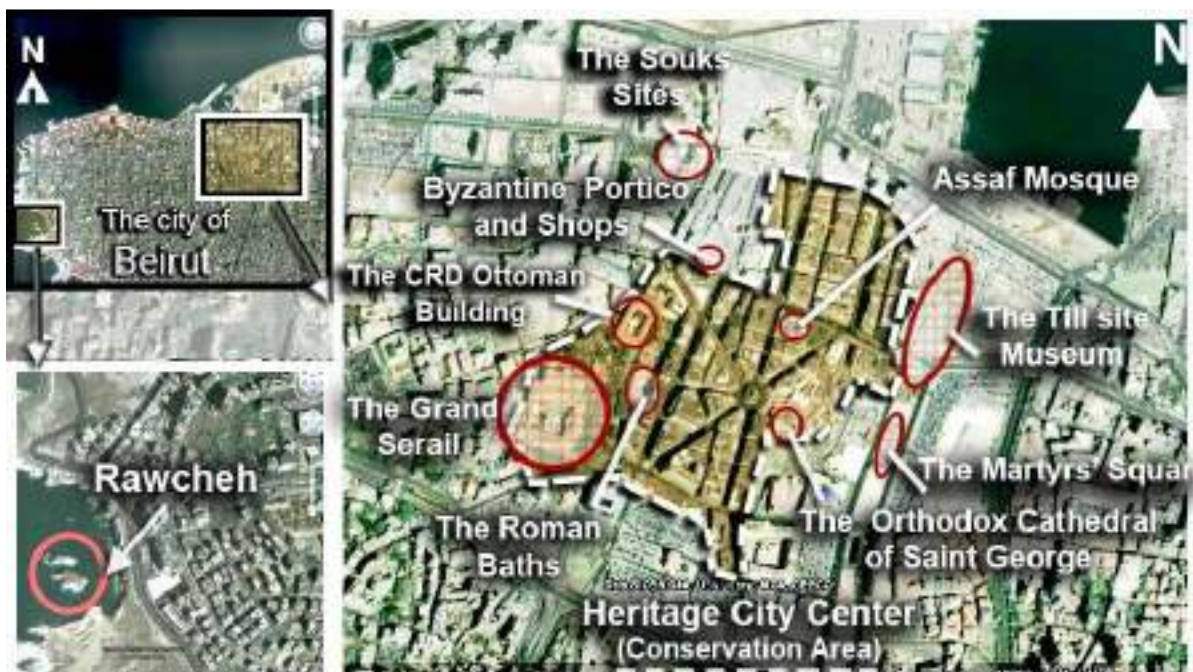 N
The city of
Beirut
Rawcheh
N
The Souks
Sites
Byzantine Portico
and Shops
Assaf Mosque
The CRD Ottoman
Building
The Till site
Museum
The Grand
Serail
The Martyrs' Squar
The Roman
Baths
The Orthodox Cathedral
of Saint George
Heritage City Center
(Conservation Area)